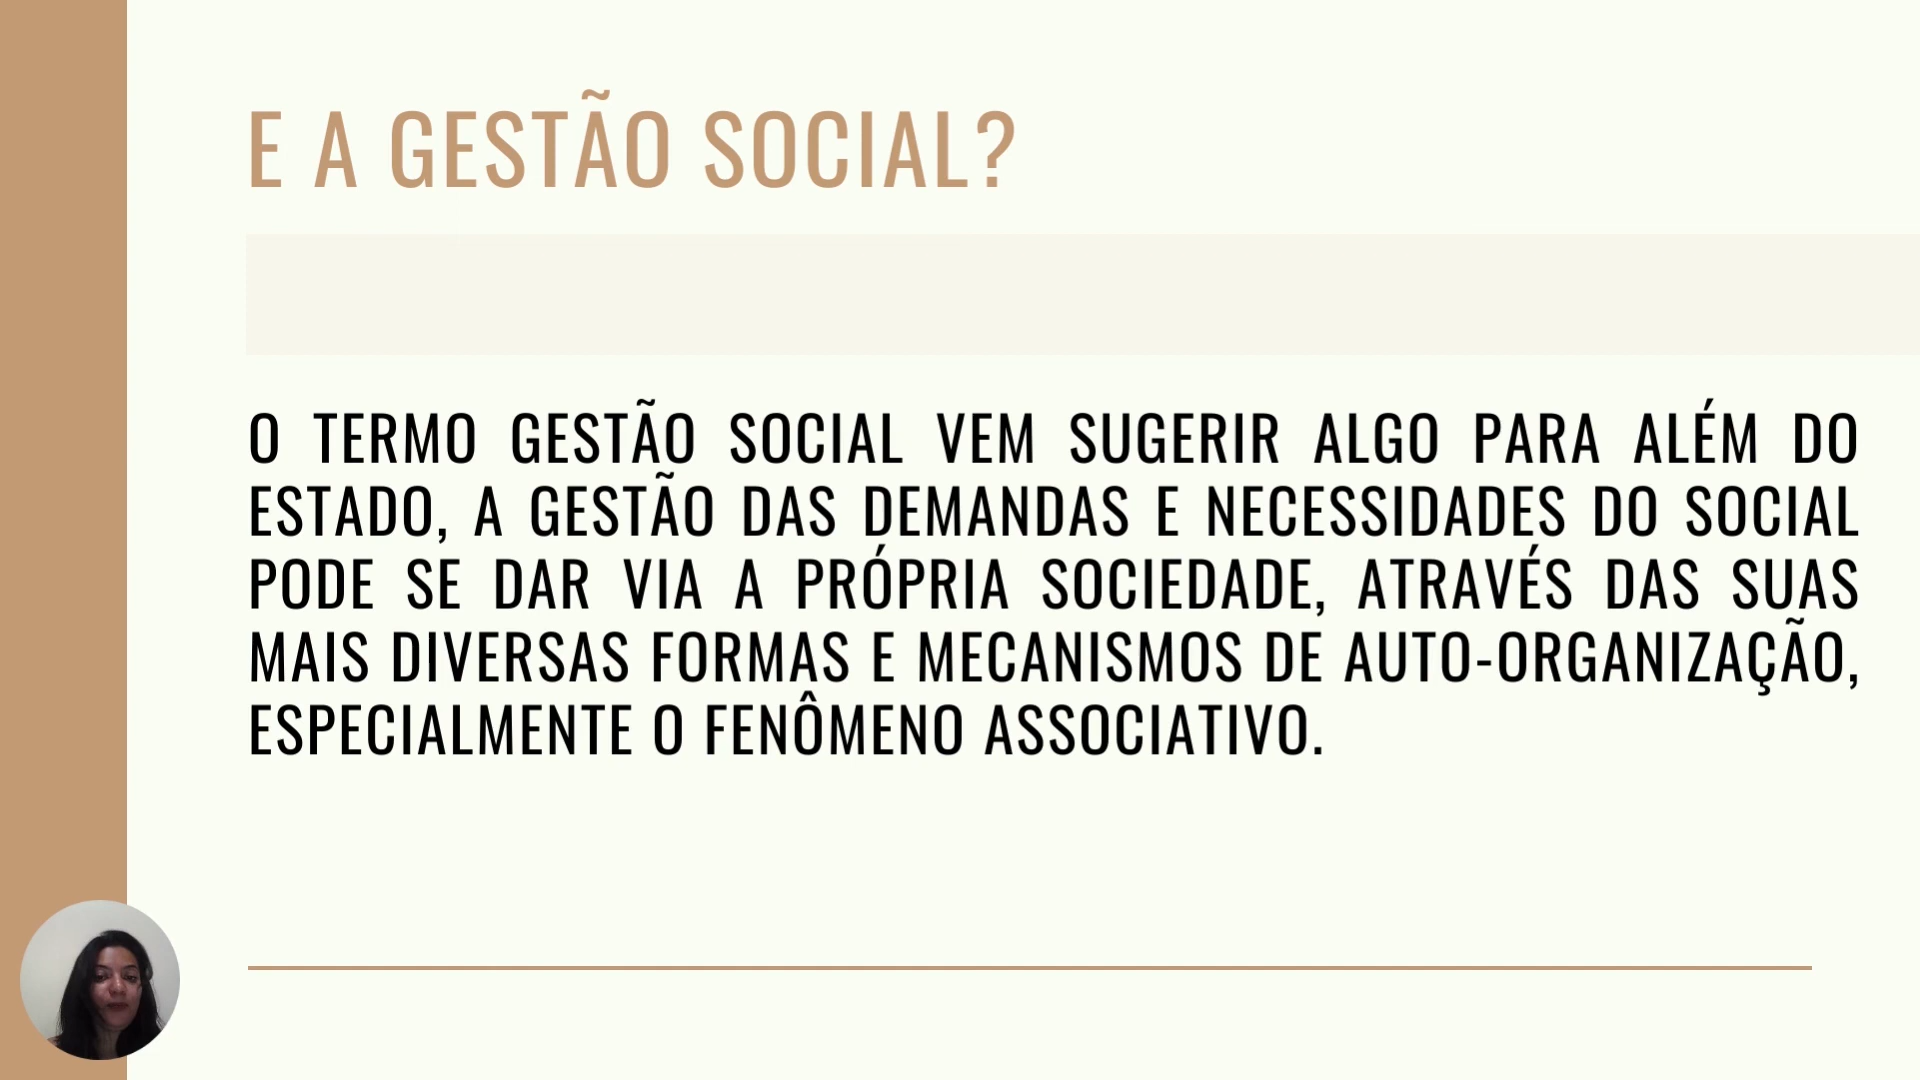 E A GESTÃO SOCIAL?
O TERMO GESTÃO SOCIAL VEM SUGERIR ALGO PARA ALÉM DO
ESTADO, A GESTÃO DAS DEMANDAS E NECESSIDADES DO SOCIAL
PODE SE DAR VIA A PRÓPRIA SOCIEDADE, ATRAVÉS DAS SUAS
MAIS DIVERSAS FORMAS E MECANISMOS DE AUTO-ORGANIZAÇÃO,
ESPECIALMENTE O FENÔMENO ASSOCIATIVO.